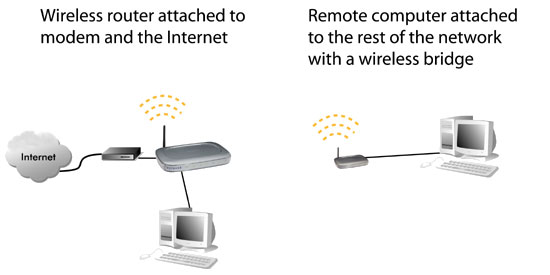 Wireless router attached to
modem and the Internet
Remote computer attached
to the rest of the network
with a wireless bridge
Internet